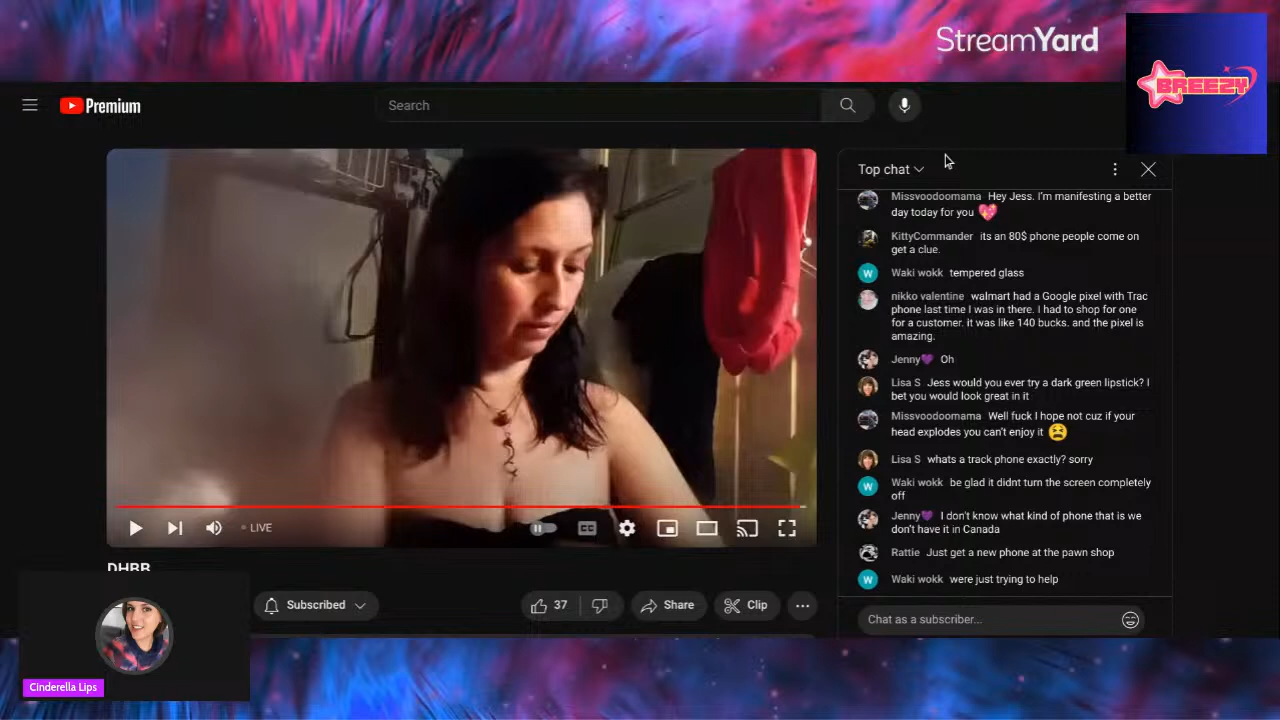 StreamYard
BREEZY
Premium
Search
Top chat
Missvoodoomama Hey Jess. I'm manifesting a better
day today for you
KittyCommander its an 80$ phone people come on
get a clue.
W Waki wokk tempered glass
nikko valentine walmart had a Google pixel with Trac
phone last time I was in there. I had to shop for one
for a customer. it was like 140 bucks. and the pixel is
amazing.
Jenny💜 Oh
Lisa S Jess would you ever try a dark green lipstick? I
bet you would look great in it
Missvoodoomama Well fuck I hope not cuz if your
head explodes you can't enjoy it
Lisa S whats a track phone exactly? sorry
W Waki wokk be glad it didnt turn the screen completely
off
Jenny💜 I don't know what kind of phone that is we
don't have it in Canada
Rattie Just get a new phone at the pawn shop
W Waki wokk were just trying to help
Chat as a subscriber...
LIVE
CC
DHBB
Subscribed
37
Share
Clip
Cinderella Lips